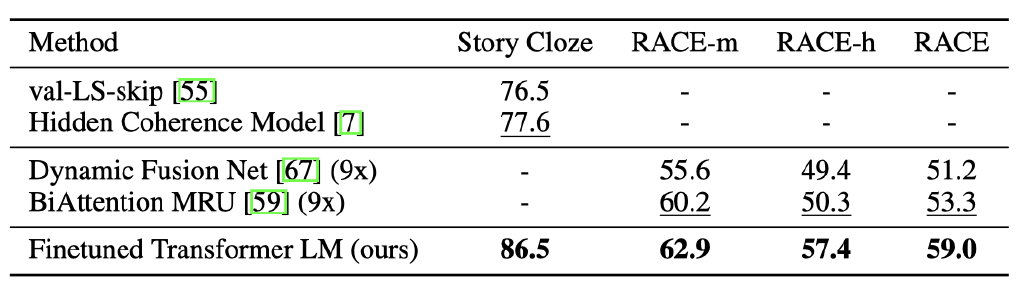 Method Story Cloze RACE-m RACE-h RACE
val-LS-skip [55] 76.5 - - -
Hidden Coherence Model [7] 77.6 - - -
Dynamic Fusion Net [67] (9x) - 55.6 49.4 51.2
BiAttention MRU [59] (9x) - 60.2 50.3 53.3
Finetuned Transformer LM (ours) 86.5 62.9 57.4 59.0